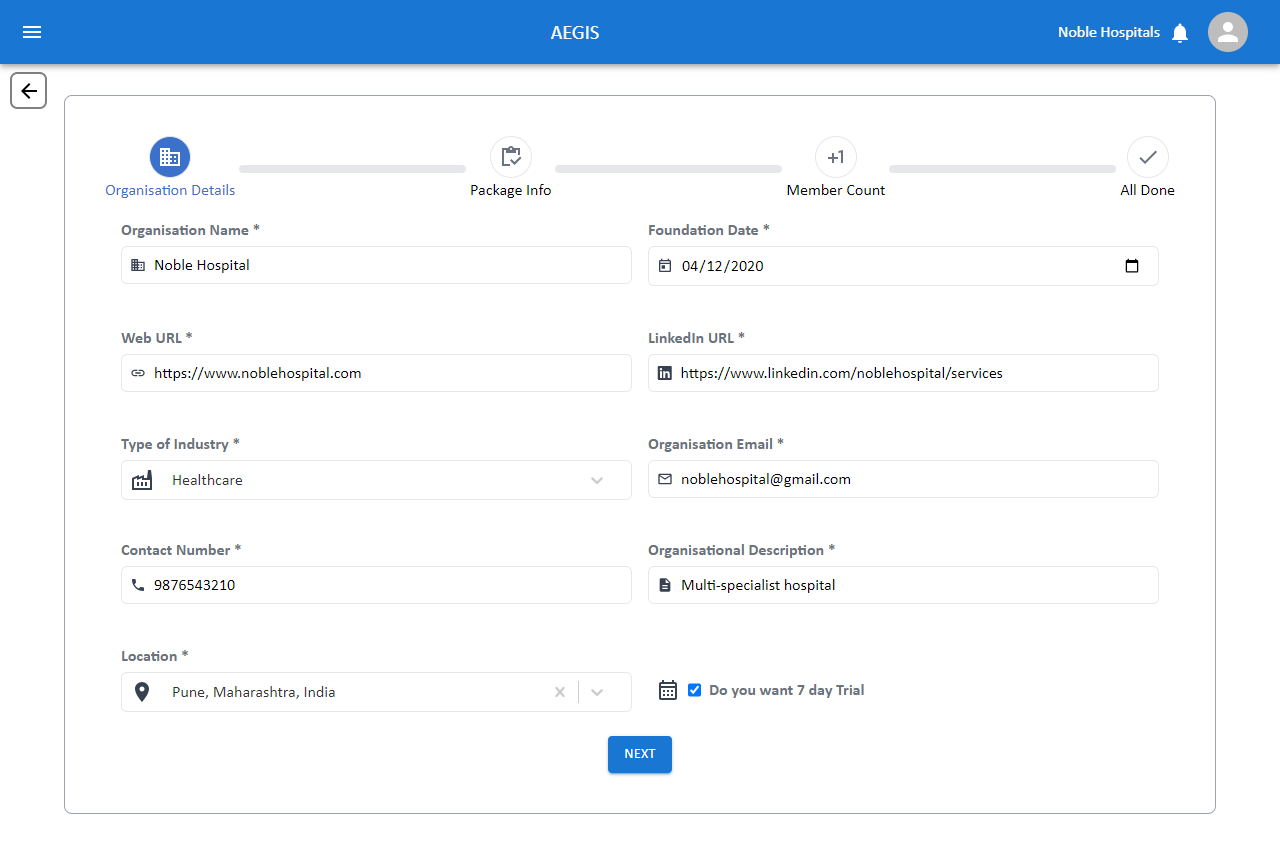 AEGIS
Noble Hospitals
Organisation Details
Package Info
+1
Member Count
All Done
Organisation Name *
Foundation Date *
Noble Hospital
04/12/2020
Web URL *
LinkedIn URL *
https://www.noblehospital.com
https://www.linkedin.com/noblehospital/services
Type of Industry *
Organisation Email *
Healthcare
noblehospital@gmail.com
Contact Number *
Organisational Description *
9876543210
Multi-specialist hospital
Location *
Pune, Maharashtra, India
Do you want 7 day Trial
NEXT